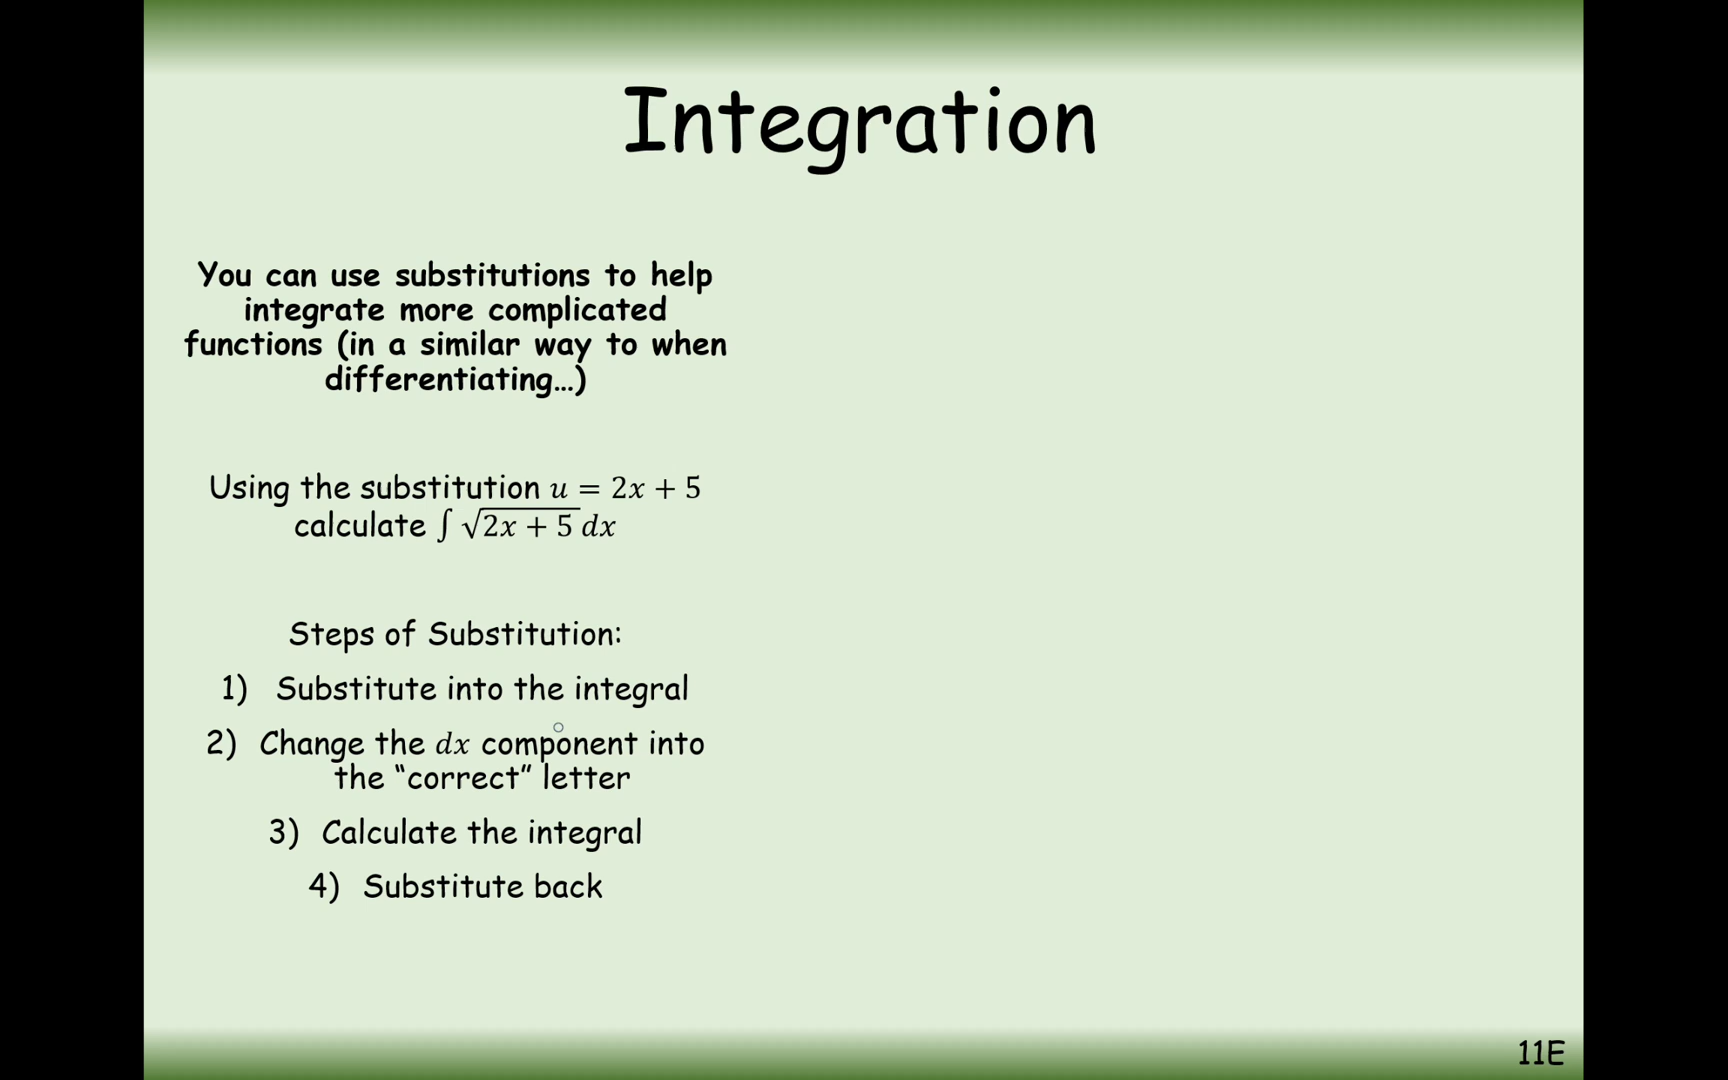 Integration
You can use substitutions to help
integrate more complicated
functions (in a similar way to when
differentiating…)
Using the substitution u = 2x + 5
calculate ∫ √(2x + 5) dx
Steps of Substitution:
1) Substitute into the integral
2) Change the dx component into
the “correct” letter
3) Calculate the integral
4) Substitute back
11E